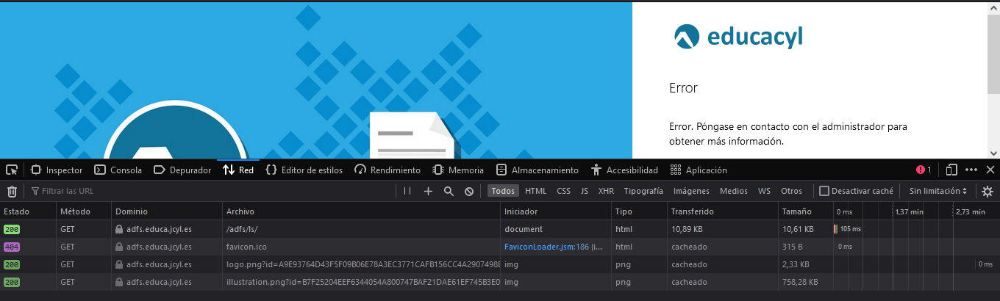 educacyl
Error
Error. Póngase en contacto con el administrador para
obtener más información.
Inspector Consola Depurador Red Editor de estilos Rendimiento Memoria Almacenamiento Accesibilidad Aplicación 1
Filtrar las URL Todos HTML CSS JS XHR Tipografía Imágenes Medios WS Otros Desactivar caché Sin limitación
Estado Método Dominio Archivo Iniciador Tipo Transferido Tamaño 0 ms 1,37 min 2,73 min
200 GET adfs.educa.jcyl.es /adfs/ls/ document html 10,89 KB 10,61 KB 105 ms
404 GET adfs.educa.jcyl.es favicon.ico FaviconLoader.jsm:186 (i... html cacheado 315 B 0 ms
200 GET adfs.educa.jcyl.es logo.png?id=A9E93764D43F5F09B06E78A3EC3771CAFB156CC4A2907498D img png cacheado 2,33 KB 0 ms
200 GET adfs.educa.jcyl.es illustration.png?id=B7F25204EEF6344054A800747BAF21DAE61EF745B3E0 img png cacheado 758,28 KB